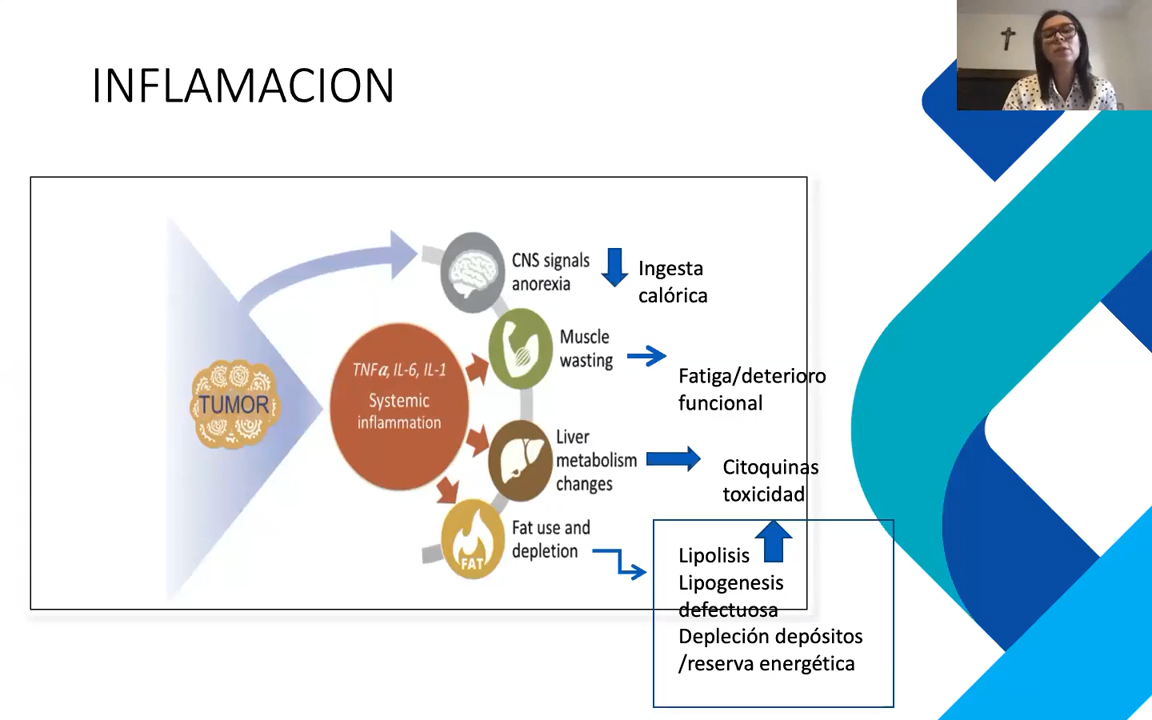 INFLAMACION
TUMOR
TNFα, IL-6, IL-1
Systemic
inflammation
CNS signals
anorexia
Ingesta
calórica
Muscle
wasting
Fatiga/deterioro
funcional
Liver
metabolism
changes
Citoquinas
toxicidad
Fat use and
depletion
FAT
Lipolisis
Lipogenesis
defectuosa
Depleción depósitos
/reserva energética